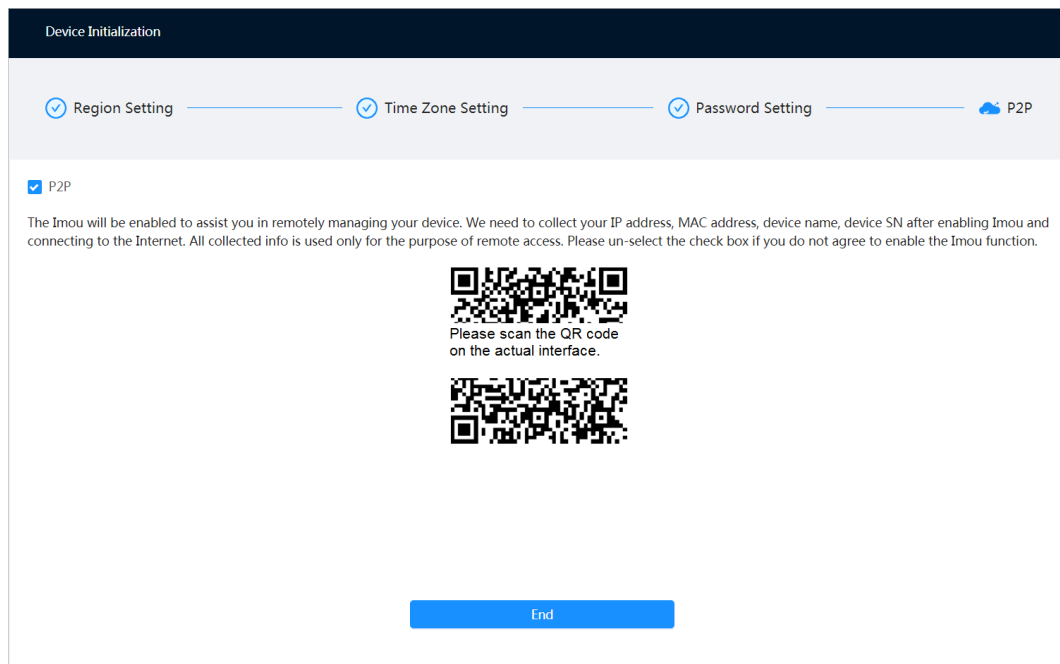 Device Initialization
Region Setting
Time Zone Setting
Password Setting
P2P
P2P
The Imou will be enabled to assist you in remotely managing your device. We need to collect your IP address, MAC address, device name, device SN after enabling Imou and
connecting to the Internet. All collected info is used only for the purpose of remote access. Please un-select the check box if you do not agree to enable the Imou function.
Please scan the QR code
on the actual interface.
End